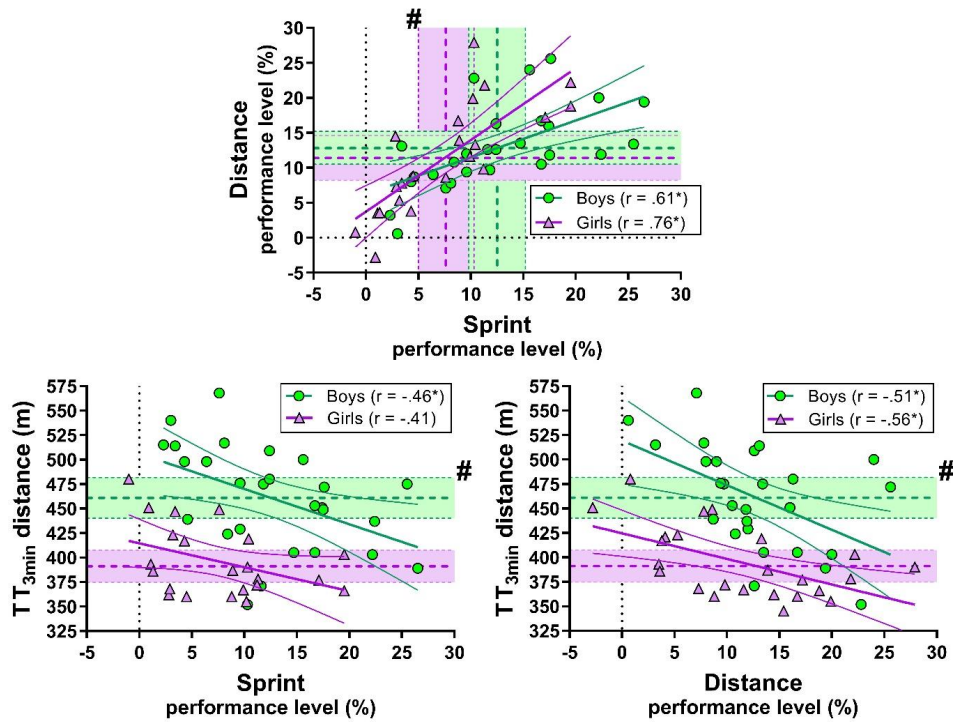 #
Distance
performance level (%)
30
25
20
15
10
5
0
-5
Boys (r = .61*)
Girls (r = .76*)
-5 0 5 10 15 20 25 30
Sprint
performance level (%)
TT3min distance (m)
575
550
525
500
475
450
425
400
375
350
325
Boys (r = -.46*)
Girls (r = -.41)
#
-5 0 5 10 15 20 25 30
Sprint
performance level (%)
TT3min distance (m)
575
550
525
500
475
450
425
400
375
350
325
Boys (r = -.51*)
Girls (r = -.56*)
#
-5 0 5 10 15 20 25 30
Distance
performance level (%)